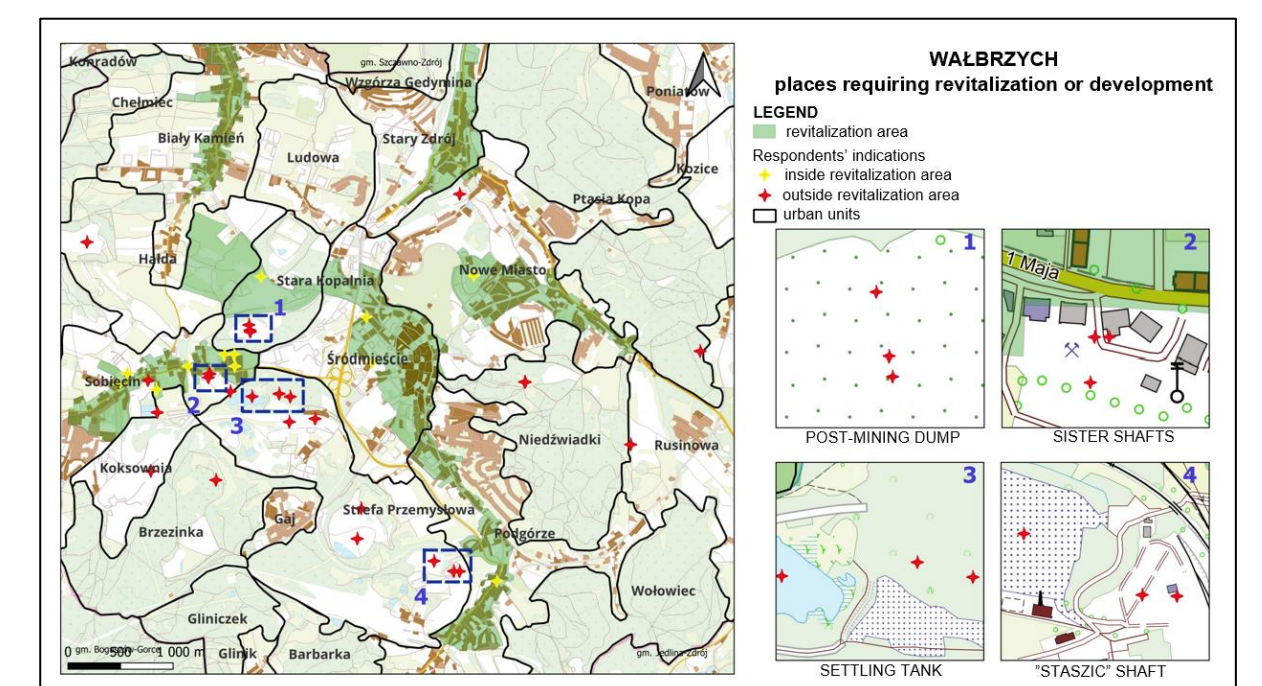 gm. Szczawno-Zdrój
Konradów
Wzgórza Gedymina
Poniatów
Chełmiec
Biały Kamień
Stary Zdrój
Ludowa
Kozice
Ptasia Kopa
Hałda
Stara Kopalnia
Nowe Miasto
1
Śródmieście
Sobięcin
2
3
Niedźwiadki
Rusinowa
Koksownia
Strefa Przemysłowa
Gaj
Brzezinka
Podgórze
4
Wołowiec
Gliniczek
gm. Boguszów-Gorce
Glinik
Barbarka
gm. Jedlina-Zdrój
0 500 1 000 m
WAŁBRZYCH
places requiring revitalization or development
LEGEND
revitalization area
Respondents' indications
inside revitalization area
outside revitalization area
urban units
1
POST-MINING DUMP
2
1 Maja
SISTER SHAFTS
3
SETTLING TANK
4
"STASZIC" SHAFT